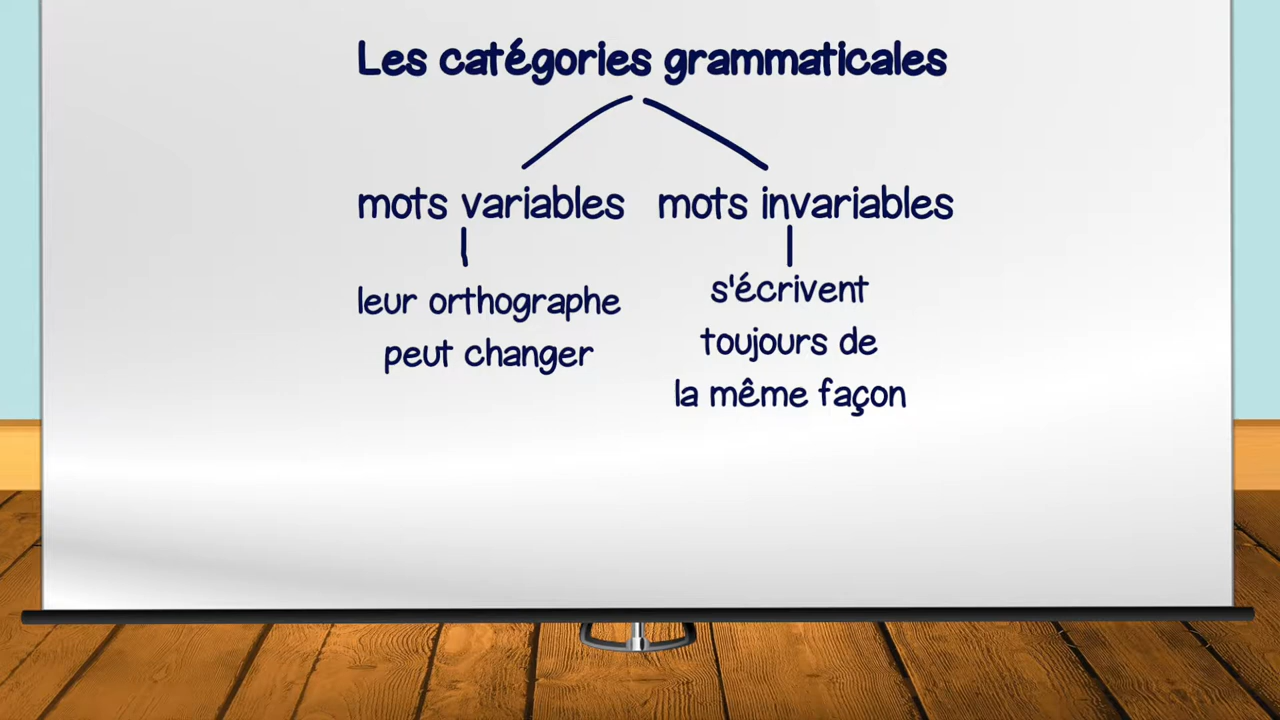 Les catégories grammaticales
mots variables
mots invariables
leur orthographe
peut changer
s'écrivent
toujours de
la même façon